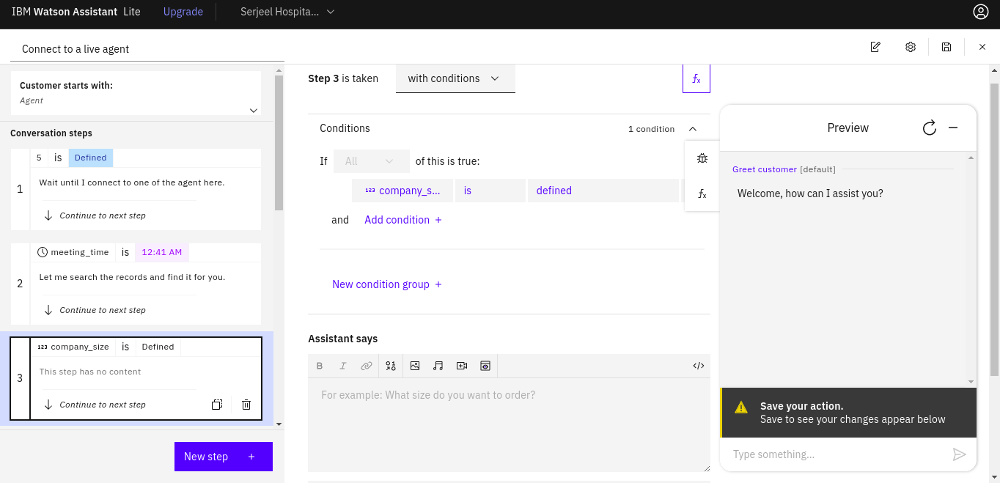 IBM Watson Assistant Lite Upgrade Serjeel Hospita...
Connect to a live agent
Customer starts with:
Agent
Conversation steps
1
5 is Defined
Wait until I connect to one of the agent here.
Continue to next step
2
meeting_time is 12:41 AM
Let me search the records and find it for you.
Continue to next step
3
123 company_size is Defined
This step has no content
Continue to next step
New step +
Step 3 is taken with conditions
fx
Conditions 1 condition
If All of this is true:
123 company_s... is defined
and Add condition +
New condition group +
fx
Assistant says
B I </>
For example: What size do you want to order?
Preview
Greet customer [default]
Welcome, how can I assist you?
Save your action.
Save to see your changes appear below
Type something...